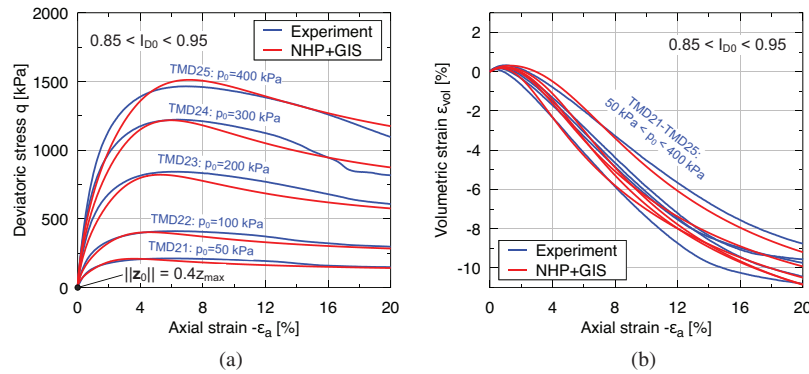 0.85 < I_D0 < 0.95
Experiment
NHP+GIS
TMD25: p₀=400 kPa
TMD24: p₀=300 kPa
TMD23: p₀=200 kPa
TMD22: p₀=100 kPa
TMD21: p₀=50 kPa
||z₀|| = 0.4z_max
Deviatoric stress q [kPa]
2000
1500
1000
500
250
0
0 4 8 12 16 20
Axial strain -εₐ [%]
(a)
0.85 < I_D0 < 0.95
TMD21-TMD25:
50 kPa < p₀ < 400 kPa
Experiment
NHP+GIS
Volumetric strain ε_vol [%]
2
0
-2
-4
-6
-8
-10
0 4 8 12 16 20
Axial strain -εₐ [%]
(b)